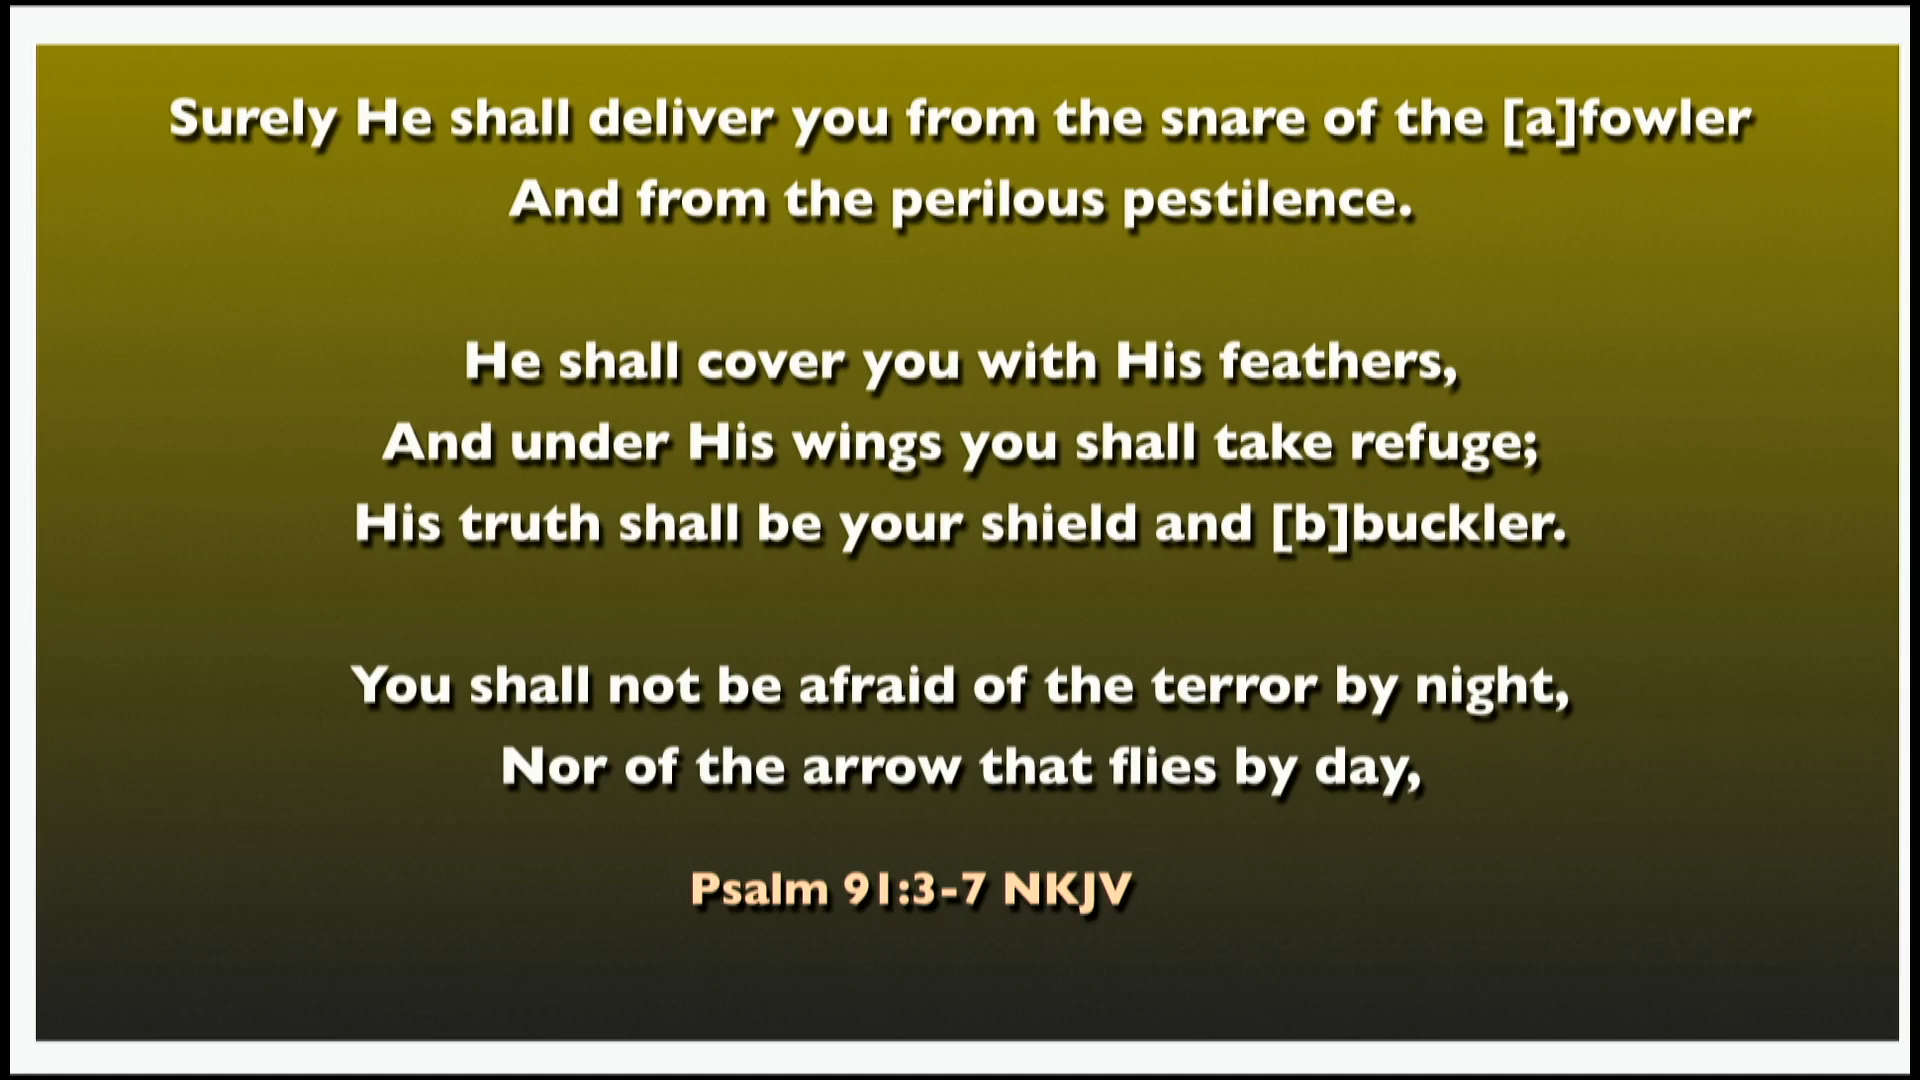 Surely He shall deliver you from the snare of the [a]fowler
And from the perilous pestilence.
He shall cover you with His feathers,
And under His wings you shall take refuge;
His truth shall be your shield and [b]buckler.
You shall not be afraid of the terror by night,
Nor of the arrow that flies by day,
Psalm 91:3-7 NKJV